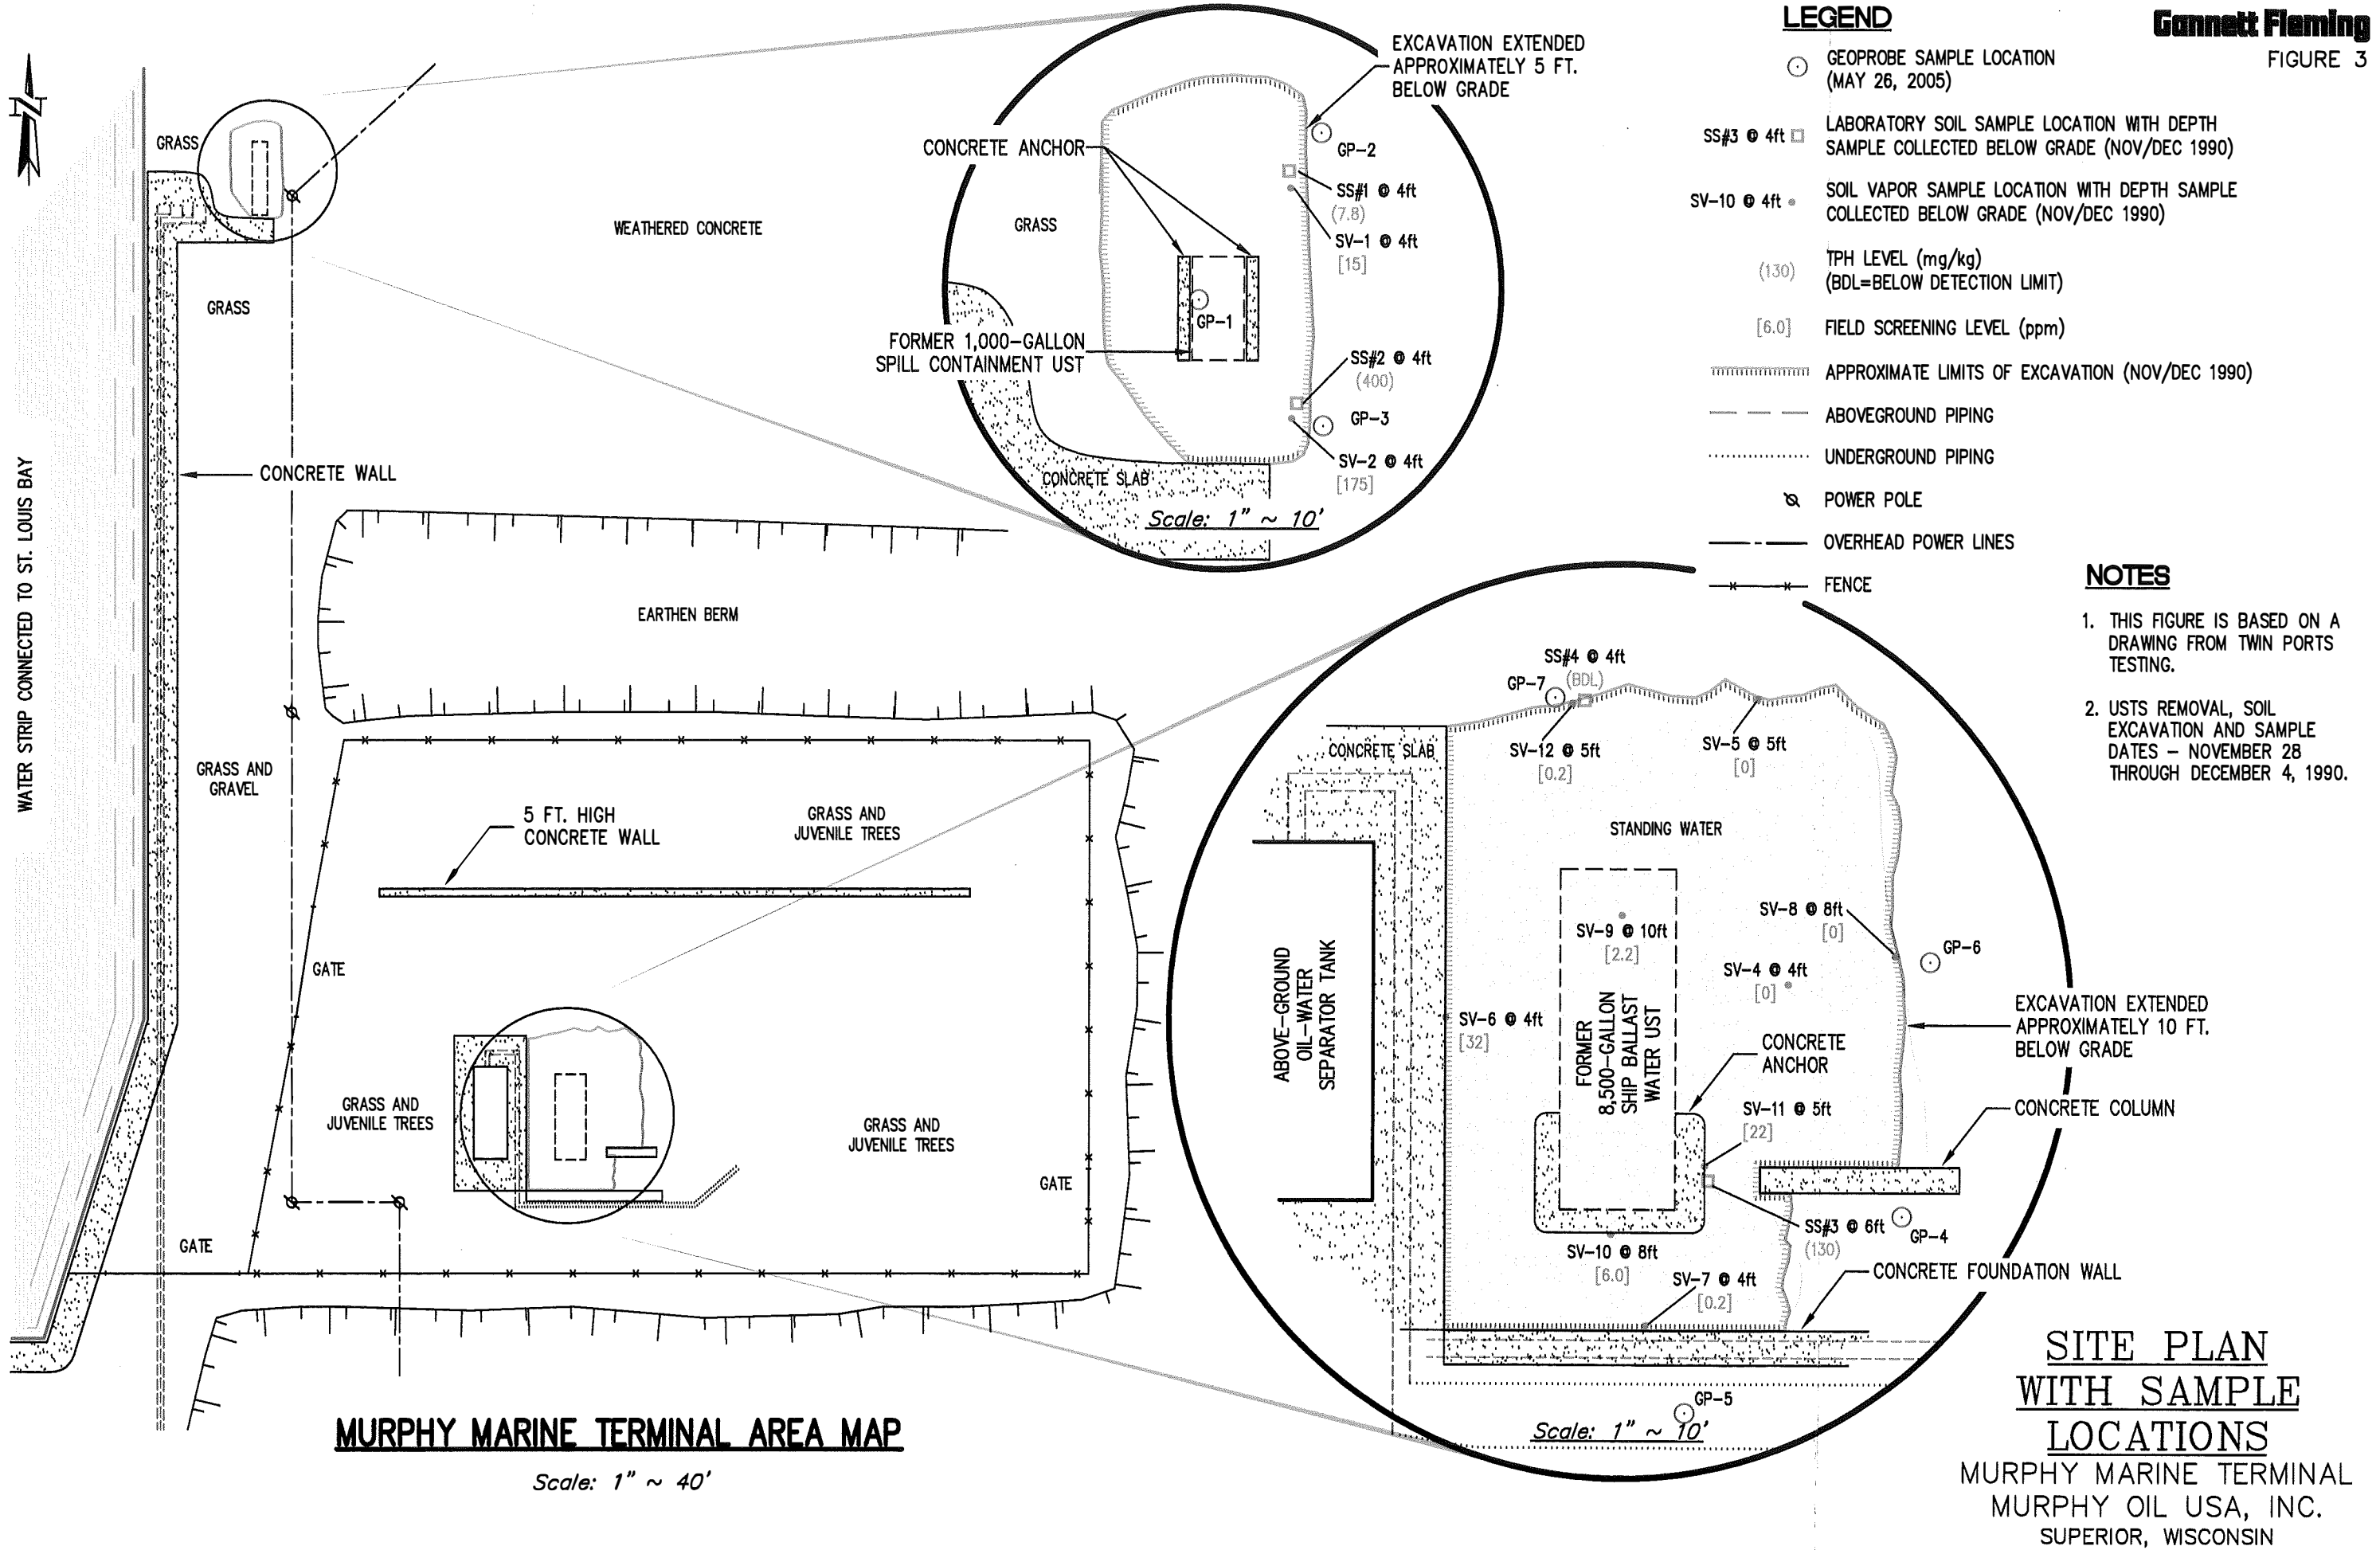 LEGEND
Gannett Fleming
FIGURE 3
GEOPROBE SAMPLE LOCATION
(MAY 26, 2005)
SS#3 @ 4ft
LABORATORY SOIL SAMPLE LOCATION WITH DEPTH
SAMPLE COLLECTED BELOW GRADE (NOV/DEC 1990)
SV-10 @ 4ft
SOIL VAPOR SAMPLE LOCATION WITH DEPTH SAMPLE
COLLECTED BELOW GRADE (NOV/DEC 1990)
(130)
TPH LEVEL (mg/kg)
(BDL=BELOW DETECTION LIMIT)
[6.0]
FIELD SCREENING LEVEL (ppm)
APPROXIMATE LIMITS OF EXCAVATION (NOV/DEC 1990)
ABOVEGROUND PIPING
UNDERGROUND PIPING
POWER POLE
OVERHEAD POWER LINES
FENCE
NOTES
1. THIS FIGURE IS BASED ON A
DRAWING FROM TWIN PORTS
TESTING.
2. USTS REMOVAL, SOIL
EXCAVATION AND SAMPLE
DATES – NOVEMBER 28
THROUGH DECEMBER 4, 1990.
N
GRASS
GRASS
WEATHERED CONCRETE
CONCRETE WALL
WATER STRIP CONNECTED TO ST. LOUIS BAY
EARTHEN BERM
GRASS AND
GRAVEL
5 FT. HIGH
CONCRETE WALL
GRASS AND
JUVENILE TREES
GATE
GRASS AND
JUVENILE TREES
GRASS AND
JUVENILE TREES
GATE
GATE
MURPHY MARINE TERMINAL AREA MAP
Scale: 1" ~ 40'
EXCAVATION EXTENDED
APPROXIMATELY 5 FT.
BELOW GRADE
CONCRETE ANCHOR
GP-2
SS#1 @ 4ft
(7.8)
SV-1 @ 4ft
[15]
GRASS
GP-1
FORMER 1,000-GALLON
SPILL CONTAINMENT UST
SS#2 @ 4ft
(400)
GP-3
SV-2 @ 4ft
[175]
CONCRETE SLAB
Scale: 1" ~ 10'
SS#4 @ 4ft
(BDL)
GP-7
CONCRETE SLAB
SV-12 @ 5ft
[0.2]
SV-5 @ 5ft
[0]
STANDING WATER
SV-8 @ 8ft
[0]
SV-9 @ 10ft
[2.2]
GP-6
SV-4 @ 4ft
[0]
ABOVE-GROUND
OIL-WATER
SEPARATOR TANK
SV-6 @ 4ft
[32]
FORMER
8,500-GALLON
SHIP BALLAST
WATER UST
EXCAVATION EXTENDED
APPROXIMATELY 10 FT.
BELOW GRADE
CONCRETE
ANCHOR
SV-11 @ 5ft
[22]
CONCRETE COLUMN
SS#3 @ 6ft
(130)
GP-4
SV-10 @ 8ft
[6.0]
SV-7 @ 4ft
[0.2]
CONCRETE FOUNDATION WALL
GP-5
Scale: 1" ~ 10'
SITE PLAN
WITH SAMPLE
LOCATIONS
MURPHY MARINE TERMINAL
MURPHY OIL USA, INC.
SUPERIOR, WISCONSIN